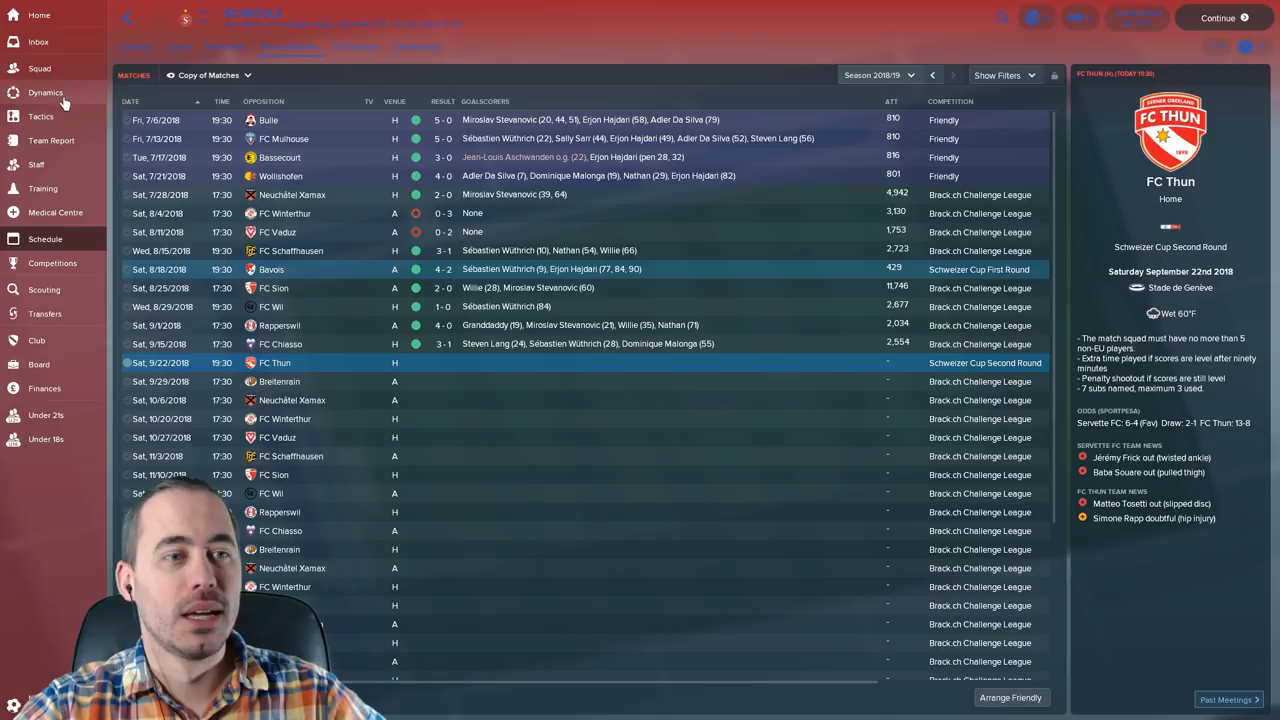 Home
SCHEDULE
Continue
Inbox
Squad
Dynamics
Tactics
Team Report
Staff
Training
Medical Centre
Schedule
Competitions
Scouting
Transfers
Club
Board
Finances
Under 21s
Under 18s
MATCHES Copy of Matches Season 2018/19 Show Filters
DATE TIME OPPOSITION TV VENUE RESULT GOALSCORERS ATT COMPETITION
Fri, 7/6/2018 19:30 Bulle H 5 - 0 Miroslav Stevanovic (20, 44, 51), Erjon Hajdari (58), Adler Da Silva (79) 810 Friendly
Fri, 7/13/2018 19:30 FC Mulhouse H 5 - 0 Sébastien Wüthrich (22), Sally Sarr (44), Erjon Hajdari (49), Adler Da Silva (52), Steven Lang (56) 810 Friendly
Tue, 7/17/2018 19:30 Bassecourt H 3 - 0 Jean-Louis Aschwanden o.g. (22), Erjon Hajdari (pen 28, 32) 816 Friendly
Sat, 7/21/2018 19:30 Wollishofen H 4 - 0 Adler Da Silva (7), Dominique Malonga (19), Nathan (29), Erjon Hajdari (82) 801 Friendly
Sat, 7/28/2018 17:30 Neuchâtel Xamax H 2 - 0 Miroslav Stevanovic (39, 64) 4,942 Brack.ch Challenge League
Sat, 8/4/2018 17:30 FC Winterthur A 0 - 3 None 3,130 Brack.ch Challenge League
Sat, 8/11/2018 17:30 FC Vaduz A 0 - 2 None 1,753 Brack.ch Challenge League
Wed, 8/15/2018 19:30 FC Schaffhausen H 3 - 1 Sébastien Wüthrich (10), Nathan (54), Willie (66) 2,723 Brack.ch Challenge League
Sat, 8/18/2018 19:30 Bavois A 4 - 2 Sébastien Wüthrich (9), Erjon Hajdari (77, 84, 90) 429 Schweizer Cup First Round
Sat, 8/25/2018 17:30 FC Sion A 2 - 0 Willie (28), Miroslav Stevanovic (60) 11,746 Brack.ch Challenge League
Wed, 8/29/2018 19:30 FC Wil H 1 - 0 Sébastien Wüthrich (84) 2,677 Brack.ch Challenge League
Sat, 9/1/2018 17:30 Rapperswil A 4 - 0 Granddaddy (19), Miroslav Stevanovic (21), Willie (35), Nathan (71) 2,034 Brack.ch Challenge League
Sat, 9/15/2018 17:30 FC Chiasso H 3 - 1 Steven Lang (24), Sébastien Wüthrich (28), Dominique Malonga (55) 2,554 Brack.ch Challenge League
Sat, 9/22/2018 19:30 FC Thun H - Schweizer Cup Second Round
Sat, 9/29/2018 17:30 Breitenrain A - Brack.ch Challenge League
Sat, 10/6/2018 17:30 Neuchâtel Xamax A - Brack.ch Challenge League
Sat, 10/20/2018 17:30 FC Winterthur H - Brack.ch Challenge League
Sat, 10/27/2018 17:30 FC Vaduz H - Brack.ch Challenge League
Sat, 11/3/2018 17:30 FC Schaffhausen A - Brack.ch Challenge League
Sat, 11/10/2018 17:30 FC Sion H - Brack.ch Challenge League
17:30 FC Wil A - Brack.ch Challenge League
Rapperswil H - Brack.ch Challenge League
FC Chiasso A - Brack.ch Challenge League
Breitenrain H - Brack.ch Challenge League
Neuchâtel Xamax A - Brack.ch Challenge League
FC Winterthur H - Brack.ch Challenge League
H - Brack.ch Challenge League
A - Brack.ch Challenge League
H - Brack.ch Challenge League
A - Brack.ch Challenge League
Arrange Friendly
FC THUN (H) (TODAY 19:30)
BERNER OBERLAND
FC THUN
1898
FC Thun
Home
Schweizer Cup Second Round
Saturday September 22nd 2018
Stade de Genève
Wet 60°F
- The match squad must have no more than 5
non-EU players.
- Extra time played if scores are level after ninety
minutes
- Penalty shootout if scores are still level
- 7 subs named, maximum 3 used.
ODDS (SPORTPESA)
Servette FC: 6-4 (Fav) Draw: 2-1 FC Thun: 13-8
SERVETTE FC TEAM NEWS
Jérémy Frick out (twisted ankle)
Baba Souare out (pulled thigh)
FC THUN TEAM NEWS
Matteo Tosetti out (slipped disc)
Simone Rapp doubtful (hip injury)
Past Meetings